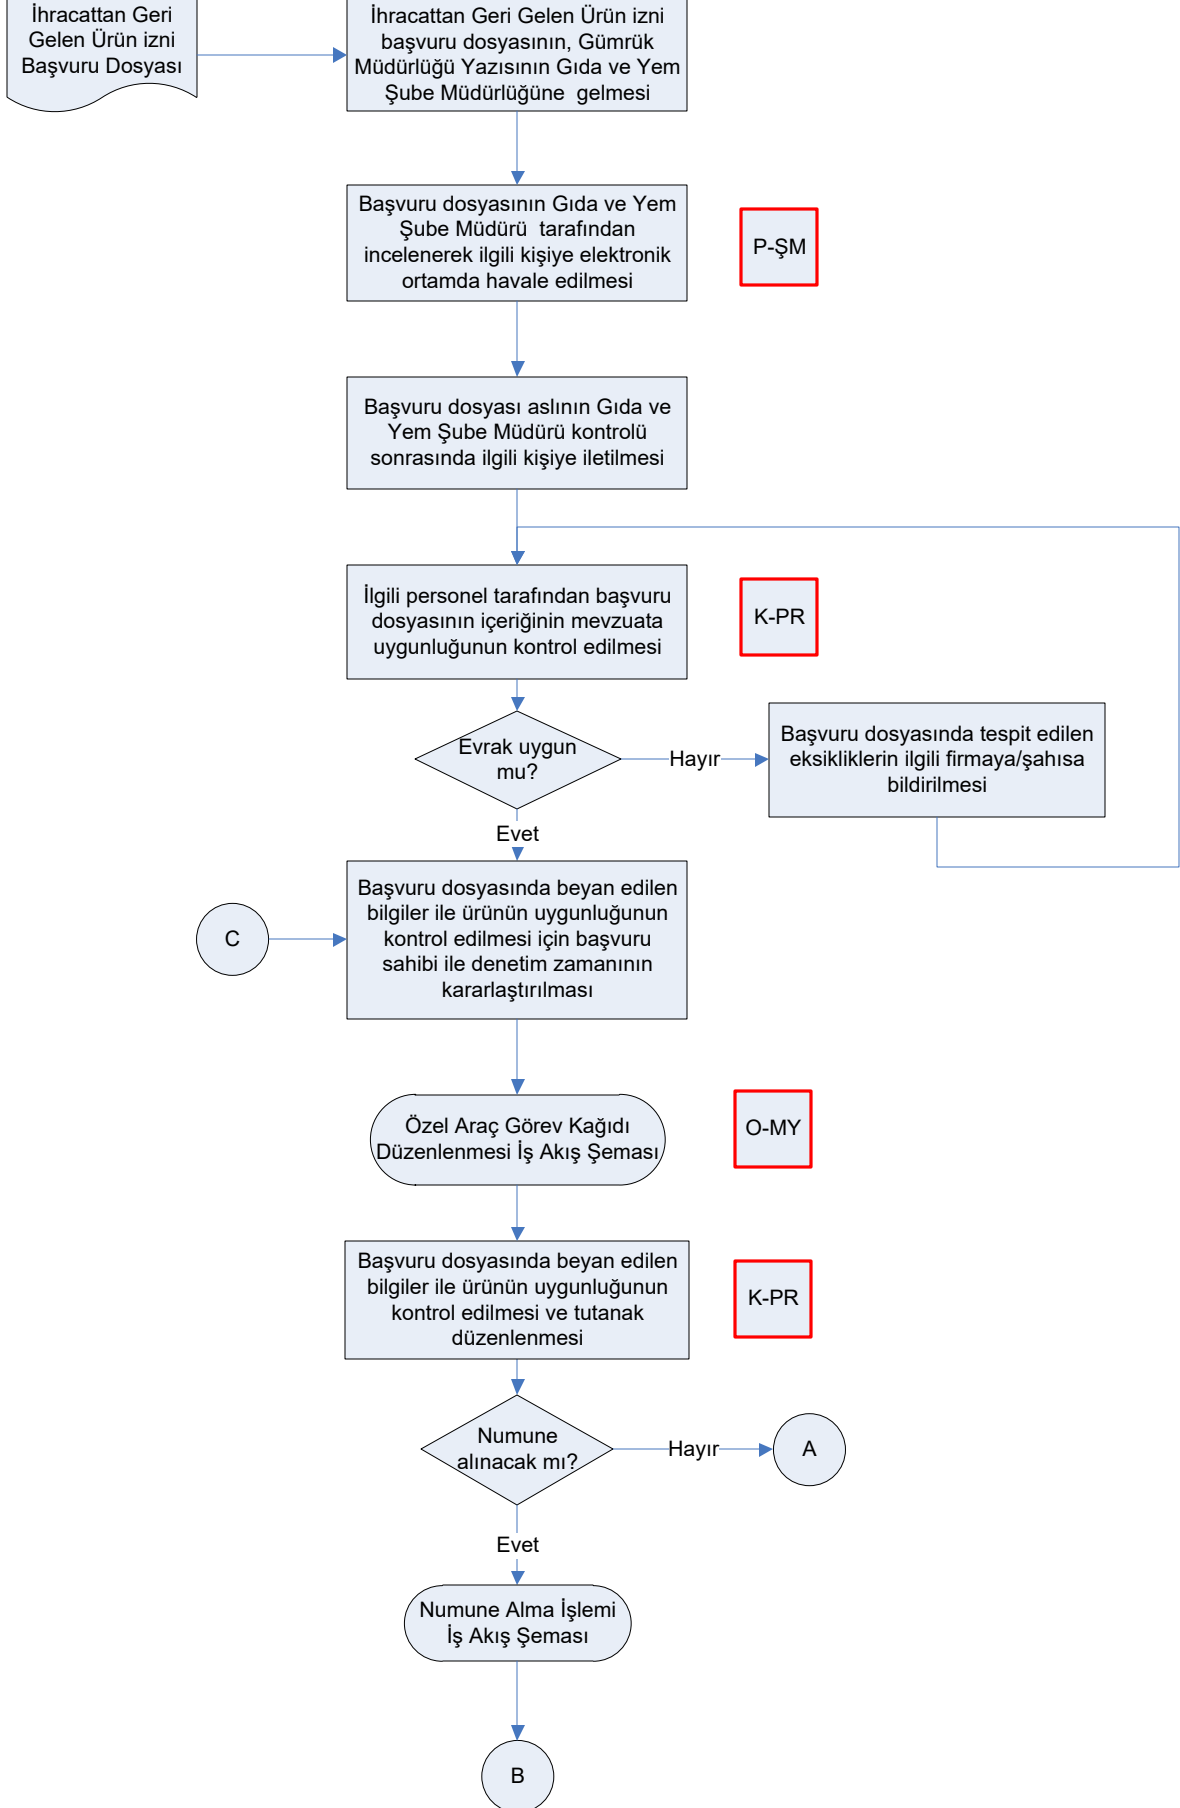 İhracattan Geri
Gelen Ürün izni
Başvuru Dosyası
İhracattan Geri Gelen Ürün izni
başvuru dosyasının, Gümrük
Müdürlüğü Yazısının Gıda ve Yem
Şube Müdürlüğüne gelmesi
Başvuru dosyasının Gıda ve Yem
Şube Müdürü tarafından
incelenerek ilgili kişiye elektronik
ortamda havale edilmesi
P-ŞM
Başvuru dosyası aslının Gıda ve
Yem Şube Müdürü kontrolü
sonrasında ilgili kişiye iletilmesi
İlgili personel tarafından başvuru
dosyasının içeriğinin mevzuata
uygunluğunun kontrol edilmesi
K-PR
Evrak uygun
mu?
Hayır
Başvuru dosyasında tespit edilen
eksikliklerin ilgili firmaya/şahısa
bildirilmesi
Evet
Başvuru dosyasında beyan edilen
bilgiler ile ürünün uygunluğunun
kontrol edilmesi için başvuru
sahibi ile denetim zamanının
kararlaştırılması
C
Özel Araç Görev Kağıdı
Düzenlenmesi İş Akış Şeması
O-MY
Başvuru dosyasında beyan edilen
bilgiler ile ürünün uygunluğunun
kontrol edilmesi ve tutanak
düzenlenmesi
K-PR
Numune
alınacak mı?
Hayır
A
Evet
Numune Alma İşlemi
İş Akış Şeması
B